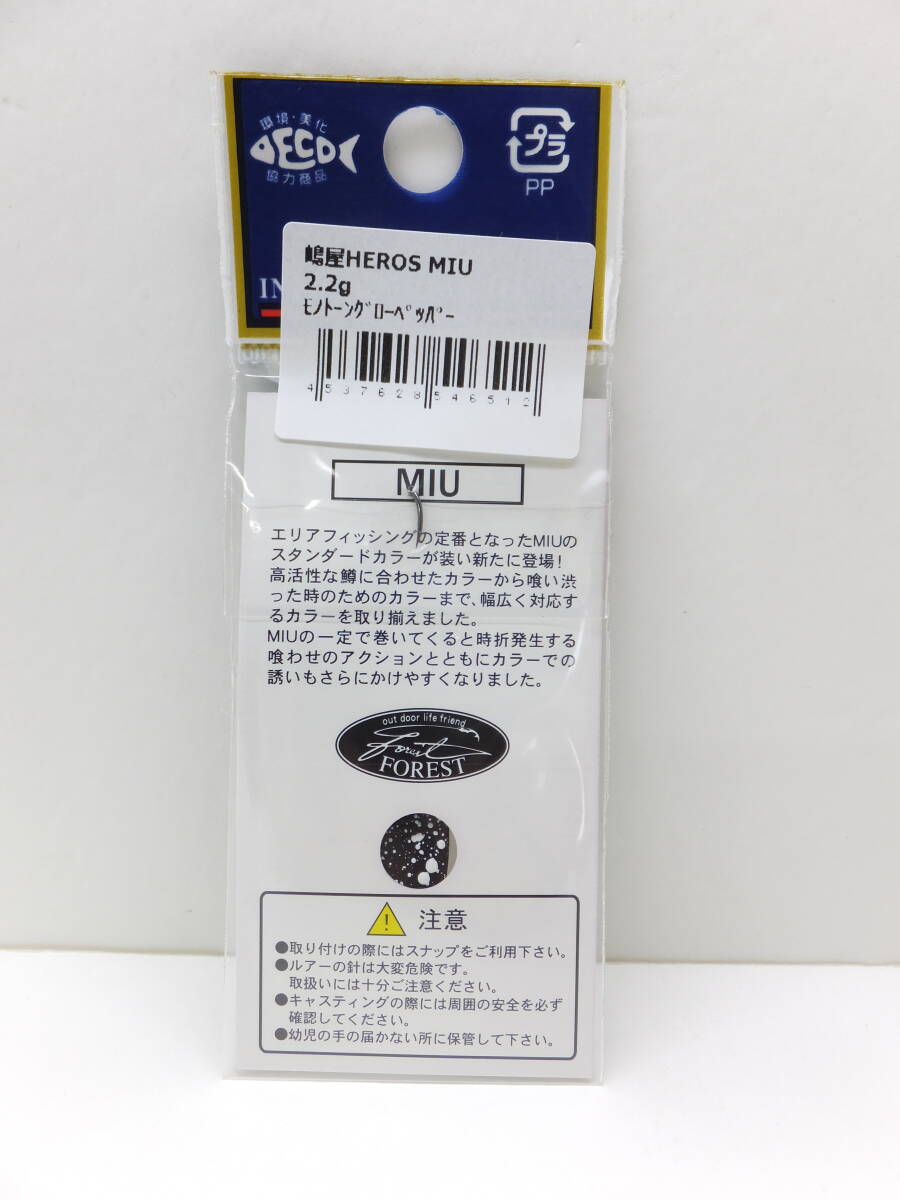 環境・美化
ECO
協力商品
プラ
PP
IN
嶋屋HEROS MIU
2.2g
ﾓﾉﾄｰﾝｸﾞﾛｰﾍﾟｯﾊﾟｰ
4537628546512
MIU
エリアフィッシングの定番となったMIUの
スタンダードカラーが装い新たに登場!
高活性な鱒に合わせたカラーから喰い渋
った時のためのカラーまで、幅広く対応す
るカラーを取り揃えました。
MIUの一定で巻いてくると時折発生する
喰わせのアクションとともにカラーでの
誘いもさらにかけやすくなりました。
out door life friend
forest
FOREST
注意
●取り付けの際にはスナップをご利用下さい。
●ルアーの針は大変危険です。
取扱いには十分ご注意ください。
●キャスティングの際には周囲の安全を必ず
確認してください。
●幼児の手の届かない所に保管して下さい。